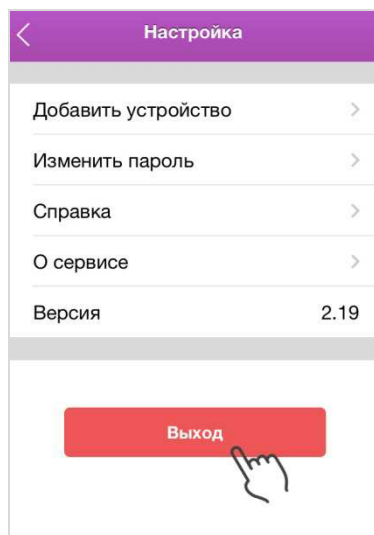 Настройка
Добавить устройство
Изменить пароль
Справка
О сервисе
Версия 2.19
Выход